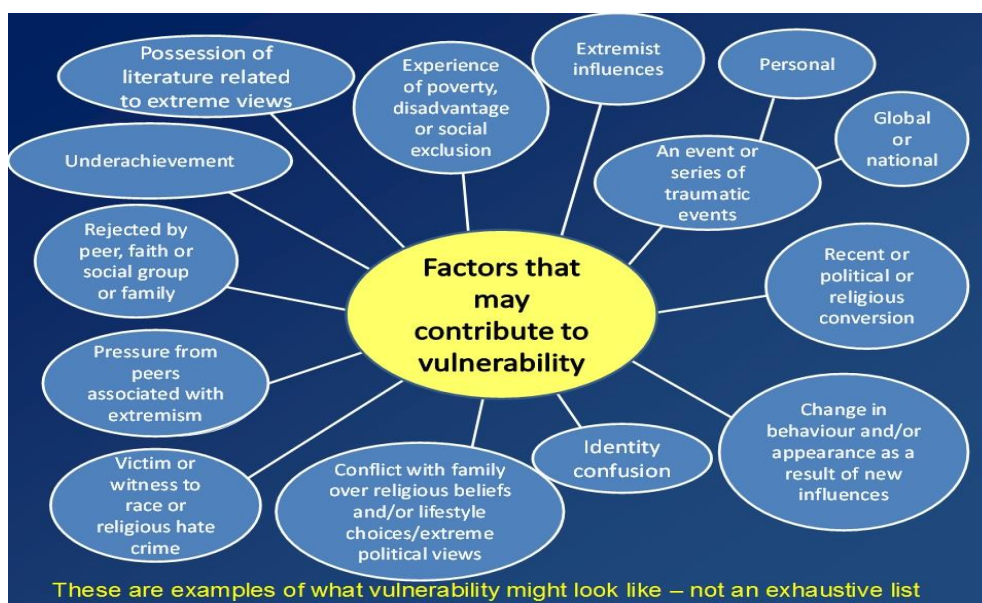 Possession of
literature related
to extreme views
Experience
of poverty,
disadvantage
or social
exclusion
Extremist
influences
Personal
Global
or
national
An event or
series of
traumatic
events
Underachievement
Rejected by
peer, faith or
social group
or family
Factors that
may
contribute to
vulnerability
Recent or
political or
religious
conversion
Pressure from
peers
associated with
extremism
Change in
behaviour and/or
appearance as a
result of new
influences
Victim or
witness to
race or
religious hate
crime
Conflict with family
over religious beliefs
and/or lifestyle
choices/extreme
political views
Identity
confusion
These are examples of what vulnerability might look like – not an exhaustive list